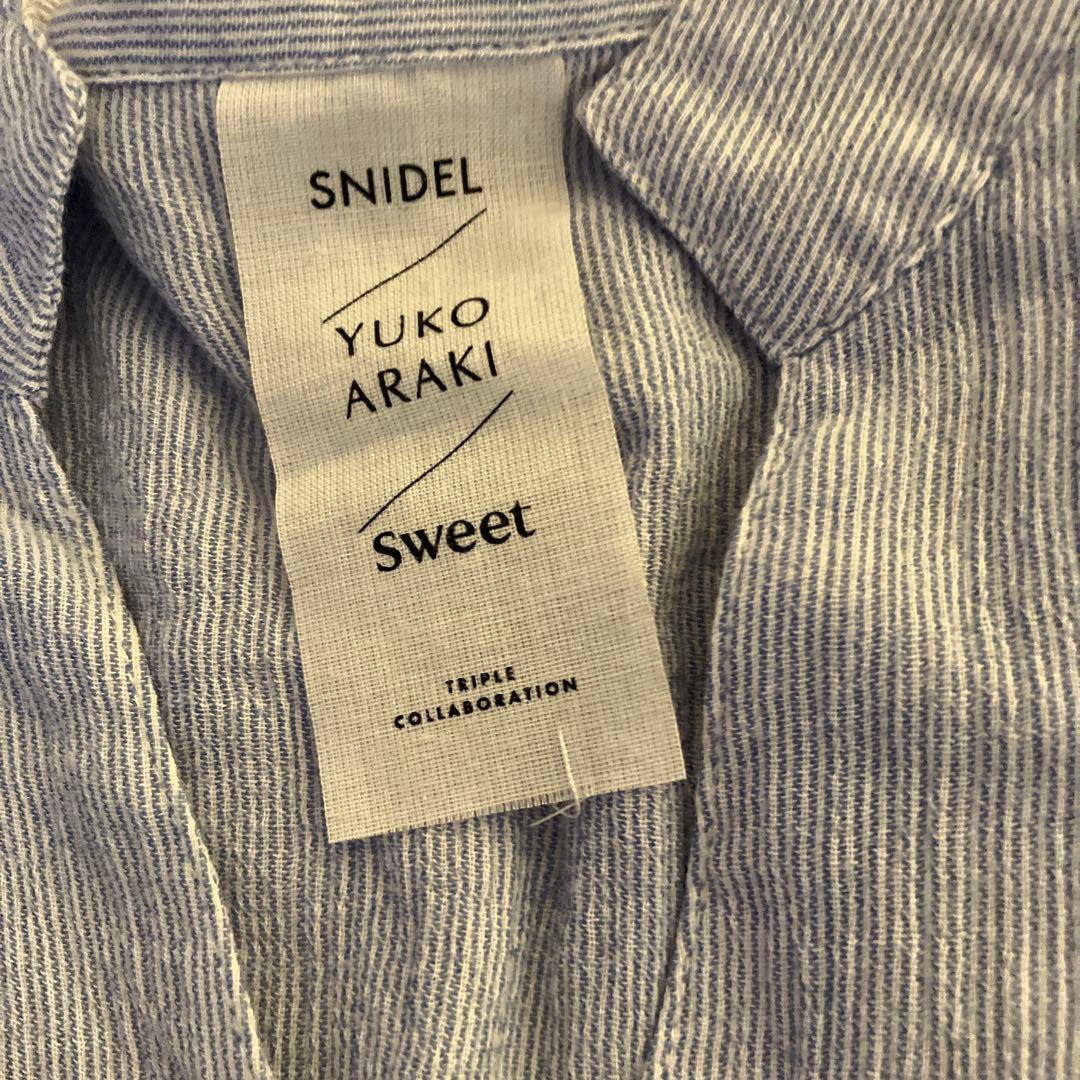 SNIDEL
YUKO
ARAKI
sweet
TRIPLE
COLLABORATION